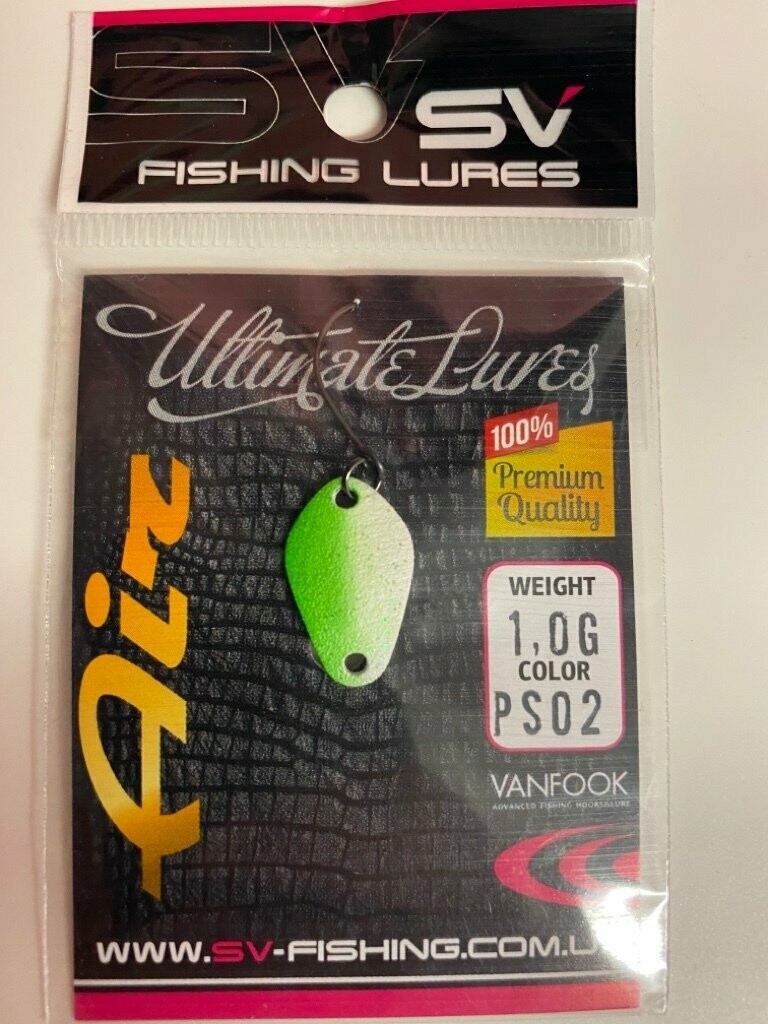 SV
SV
FISHING LURES
Ultimate Lures
100%
Premium
Quality
Air
WEIGHT
1,0G
COLOR
PS02
VANFOOK
ADVANCED FISHING HOOKS&LURE
WWW.SV-FISHING.COM.U